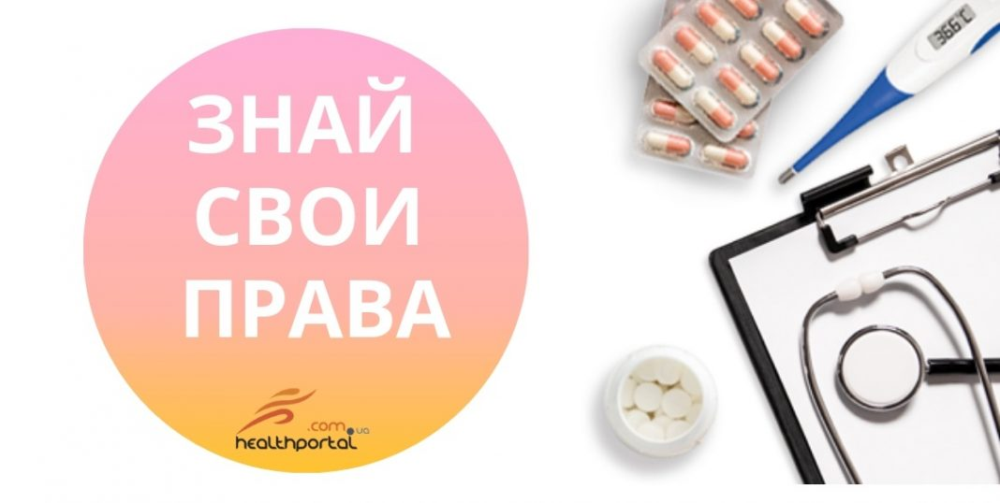 ЗНАЙ
СВОИ
ПРАВА
.com.ua
healthportal
36.6°C